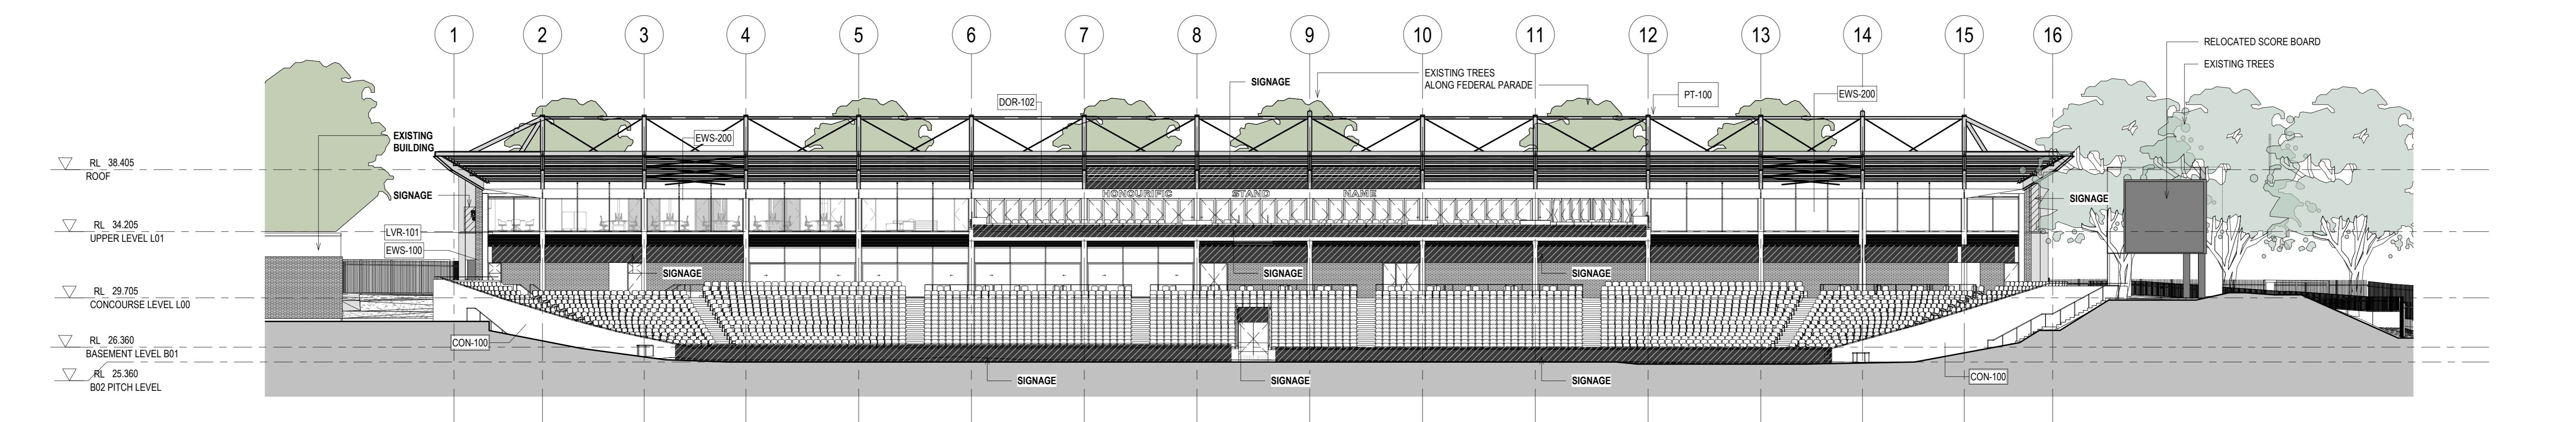 1 2 3 4 5 6 7 8 9 10 11 12 13 14 15 16
RELOCATED SCORE BOARD
EXISTING TREES
EXISTING TREES
ALONG FEDERAL PARADE
SIGNAGE
PT-100
EWS-200
DOR-102
EWS-200
EXISTING
BUILDING
RL 38.405
ROOF
SIGNAGE
HONOURIFIC STAND NAME
SIGNAGE
RL 34.205
UPPER LEVEL L01
LVR-101
EWS-100
SIGNAGE
SIGNAGE
SIGNAGE
RL 29.705
CONCOURSE LEVEL L00
CON-100
RL 26.360
BASEMENT LEVEL B01
RL 25.360
B02 PITCH LEVEL
SIGNAGE
SIGNAGE
SIGNAGE
CON-100